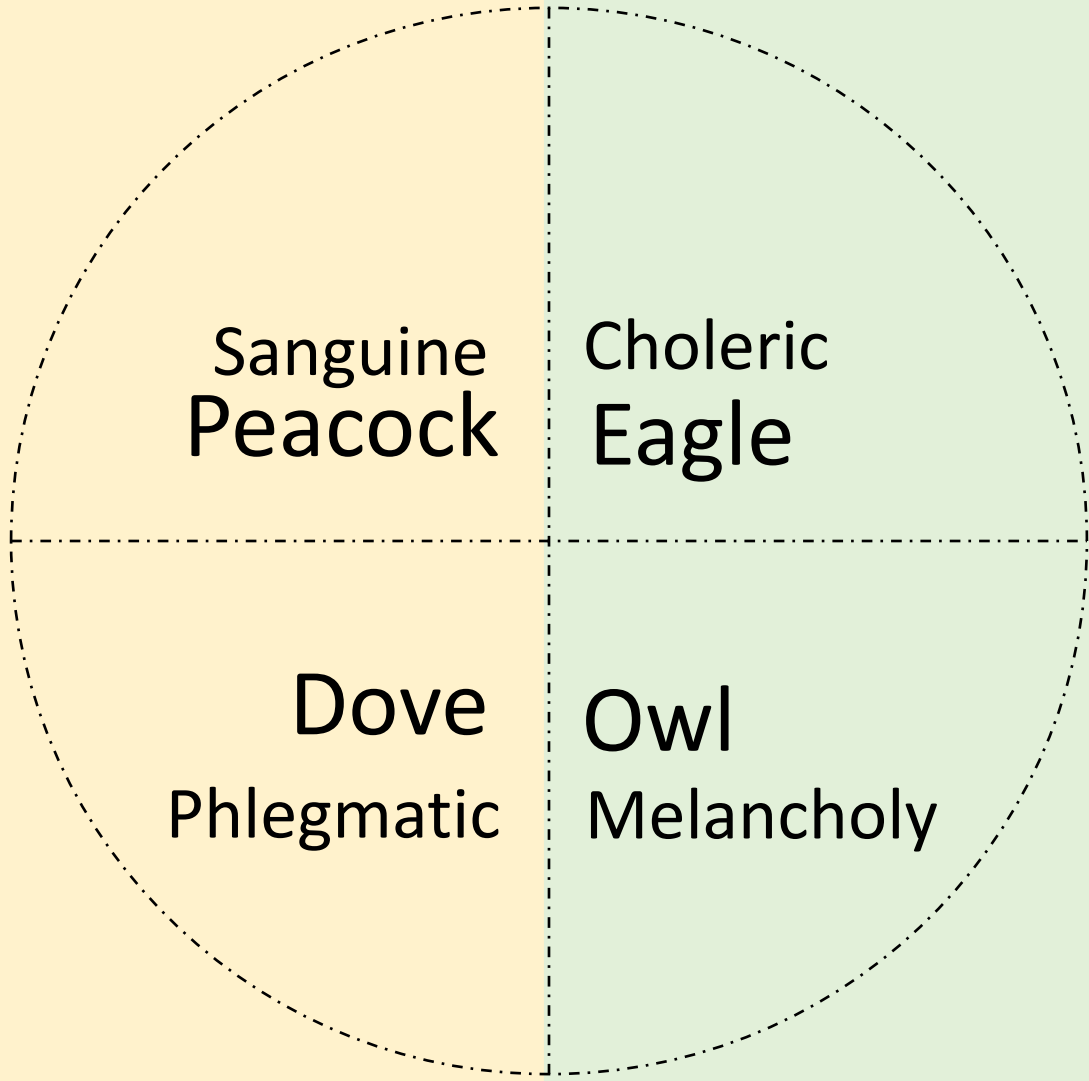 Sanguine
Peacock
Choleric
Eagle
Dove
Phlegmatic
Owl
Melancholy